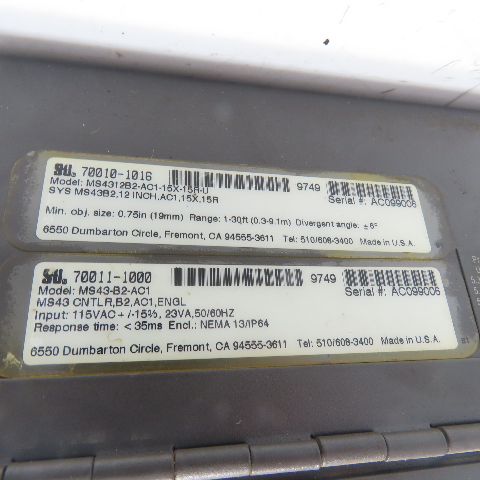 STI 70010-1016
Model: MS4312B2-AC1-15X-15R-U 9749
SYS MS43B2,12 INCH,AC1,15X,15R Serial #: AC099006
Min. obj. size: 0.75in (19mm) Range: 1-30ft (0.3-9.1m) Divergent angle: ±6°
6550 Dumbarton Circle, Fremont, CA 94555-3611 Tel: 510/608-3400 Made in U.S.A.
STI 70011-1000
Model: MS43-B2-AC1 9749
MS43 CNTLR,B2,AC1,ENGL Serial #: AC099006
Input: 115VAC +/-15%, 23VA,50/60HZ
Response time: < 35ms Encl.: NEMA 13/IP64
6550 Dumbarton Circle, Fremont, CA 94555-3611 Tel: 510/608-3400 Made in U.S.A.